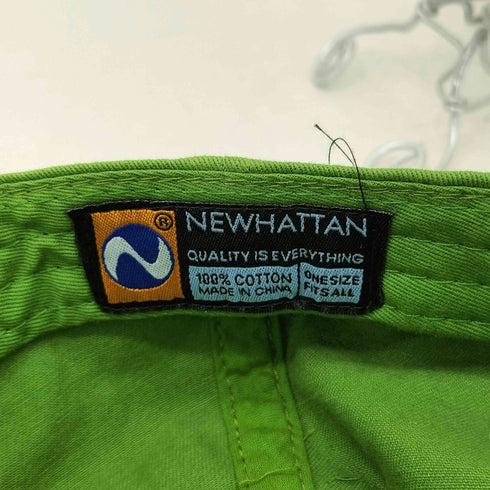 ®
NEWHATTAN
QUALITY IS EVERYTHING
100% COTTON
MADE IN CHINA
ONE SIZE
FITS ALL